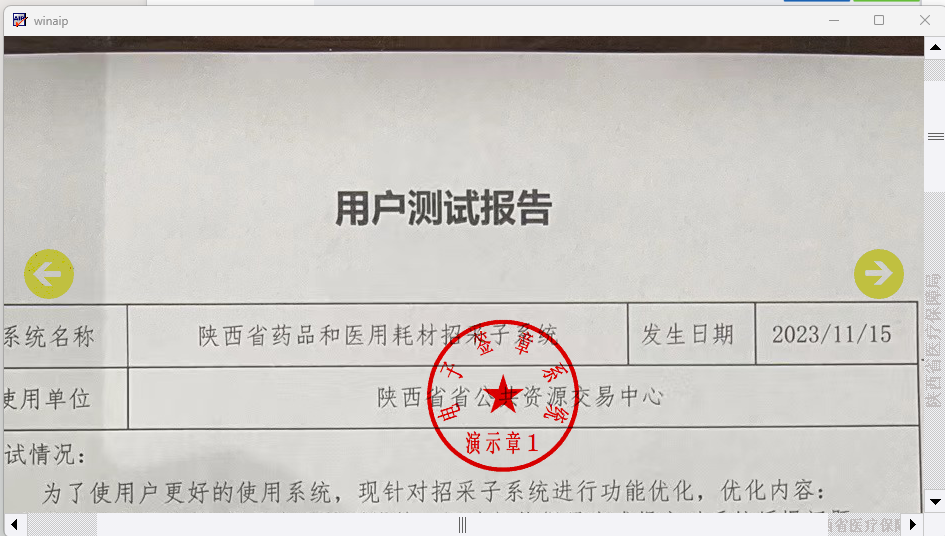 winaip
用户测试报告
系统名称 陕西省药品和医用耗材招采子系统 发生日期 2023/11/15
使用单位 陕西省省公共资源交易中心
电子签章系统
演示章1
试情况：
为了使用户更好的使用系统，现针对招采子系统进行功能优化，优化内容：
陕西省医疗保障局
西省医疗保障